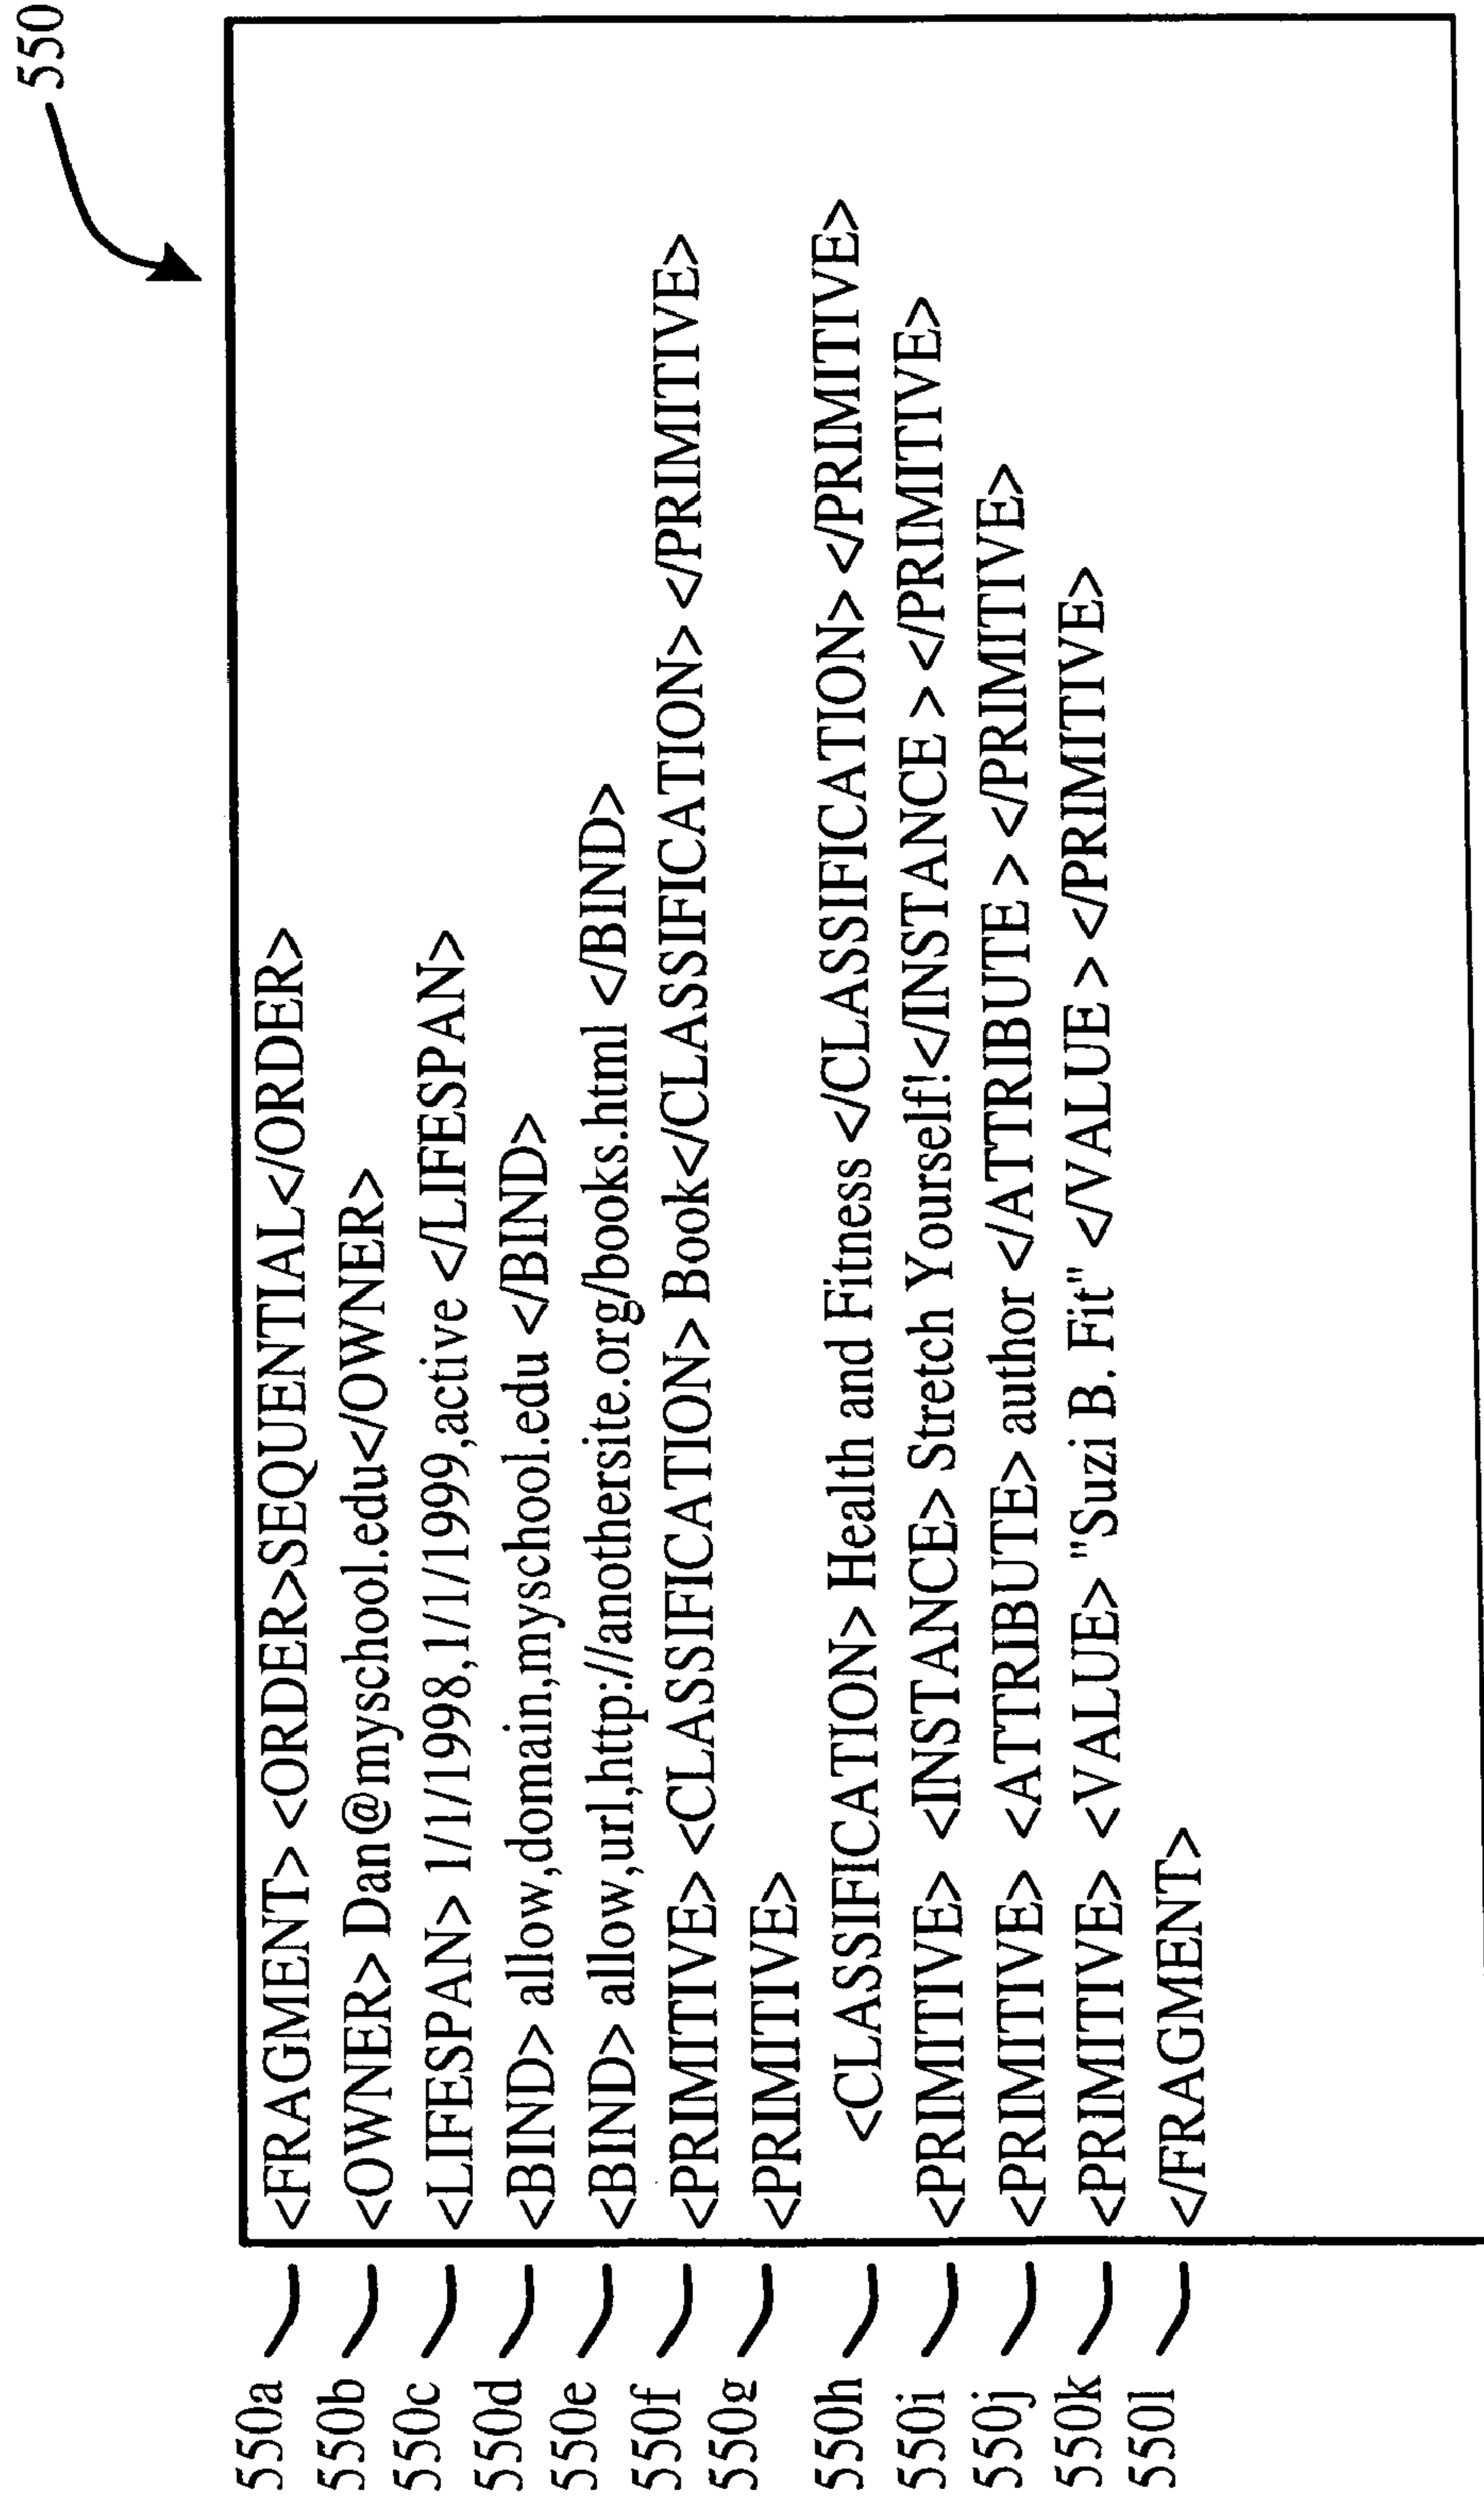 550
550a <FRAGMENT> <ORDER>SEQUENTIAL</ORDER>
550b <OWNER> Dan@myschool.edu</OWNER>
550c <LIFESPAN> 1/1/1998,1/1/1999,active </LIFESPAN>
550d <BIND> allow,domain,myschool.edu </BIND>
550e <BIND> allow,url,http://anothersite.org/books.html </BIND>
550f <PRIMITIVE> <CLASSIFICATION> Book</CLASSIFICATION> </PRIMITIVE>
550g <PRIMITIVE>
550h <CLASSIFICATION> Health and Fitness </CLASSIFICATION> </PRIMITIVE>
550i <PRIMITIVE> <INSTANCE> Stretch Yourself!</INSTANCE > </PRIMITIVE>
550j <PRIMITIVE> <ATTRIBUTE> author </ATTRIBUTE > </PRIMITIVE>
550k <PRIMITIVE> <VALUE> "Suzi B. Fit" </VALUE > </PRIMITIVE>
550l </FRAGMENT>